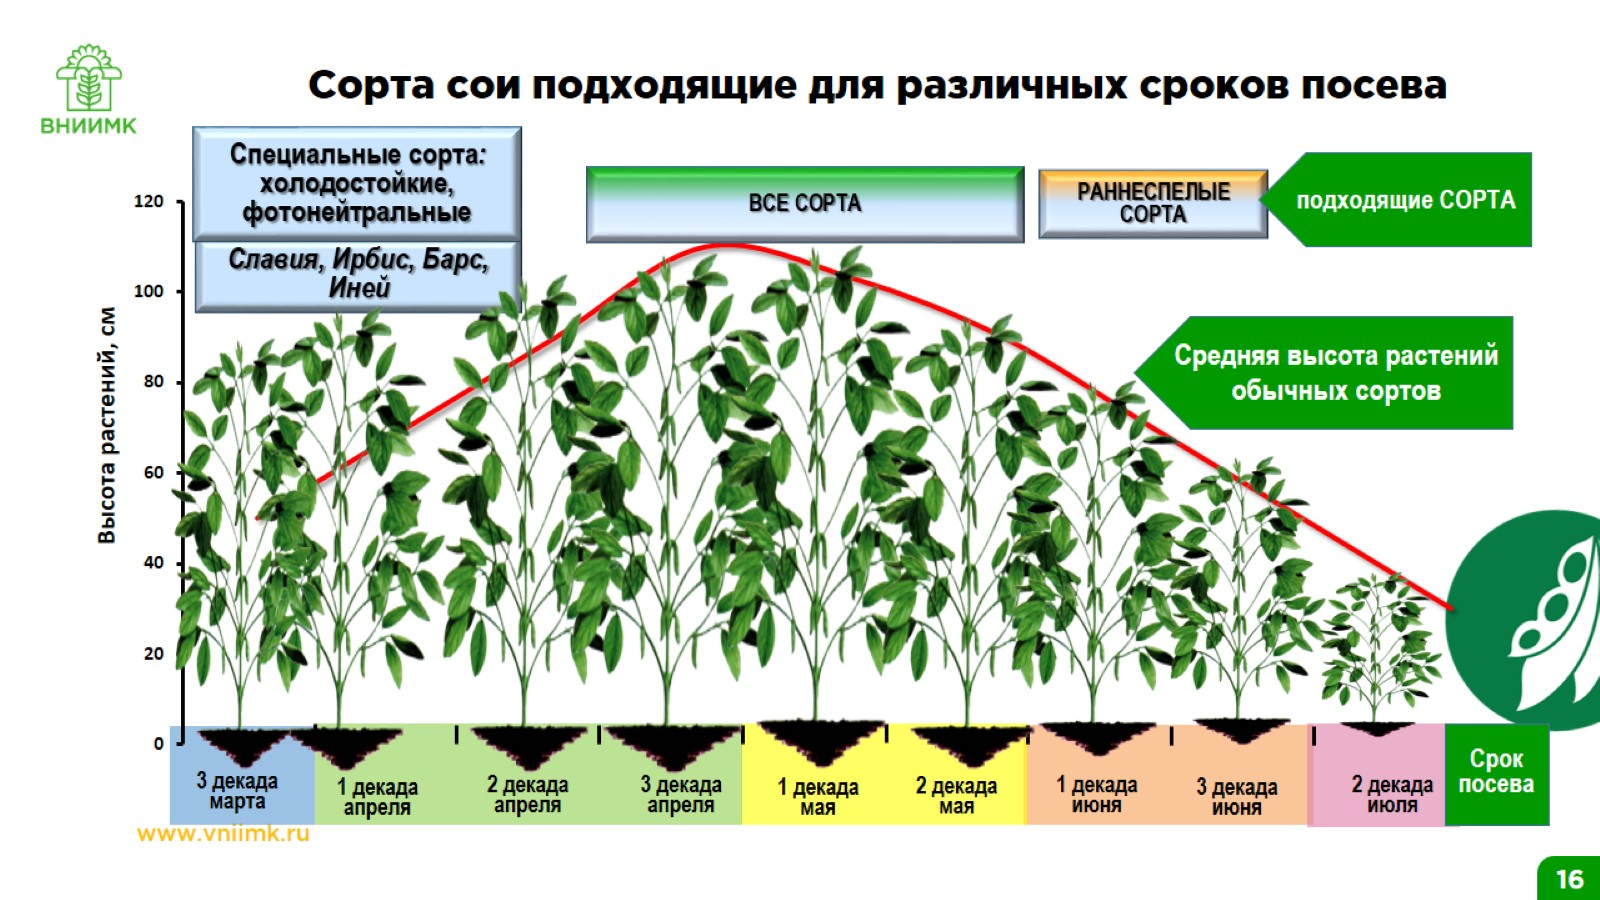 ВНИИМК
Сорта сои подходящие для различных сроков посева
Специальные сорта:
холодостойкие,
фотонейтральные
Славия, Ирбис, Барс,
Иней
ВСЕ СОРТА
РАННЕСПЕЛЫЕ
СОРТА
подходящие СОРТА
Средняя высота растений
обычных сортов
Высота растений, см
120
100
80
60
40
20
0
3 декада
марта
1 декада
апреля
2 декада
апреля
3 декада
апреля
1 декада
мая
2 декада
мая
1 декада
июня
3 декада
июня
2 декада
июля
Срок
посева
www.vniimk.ru
16